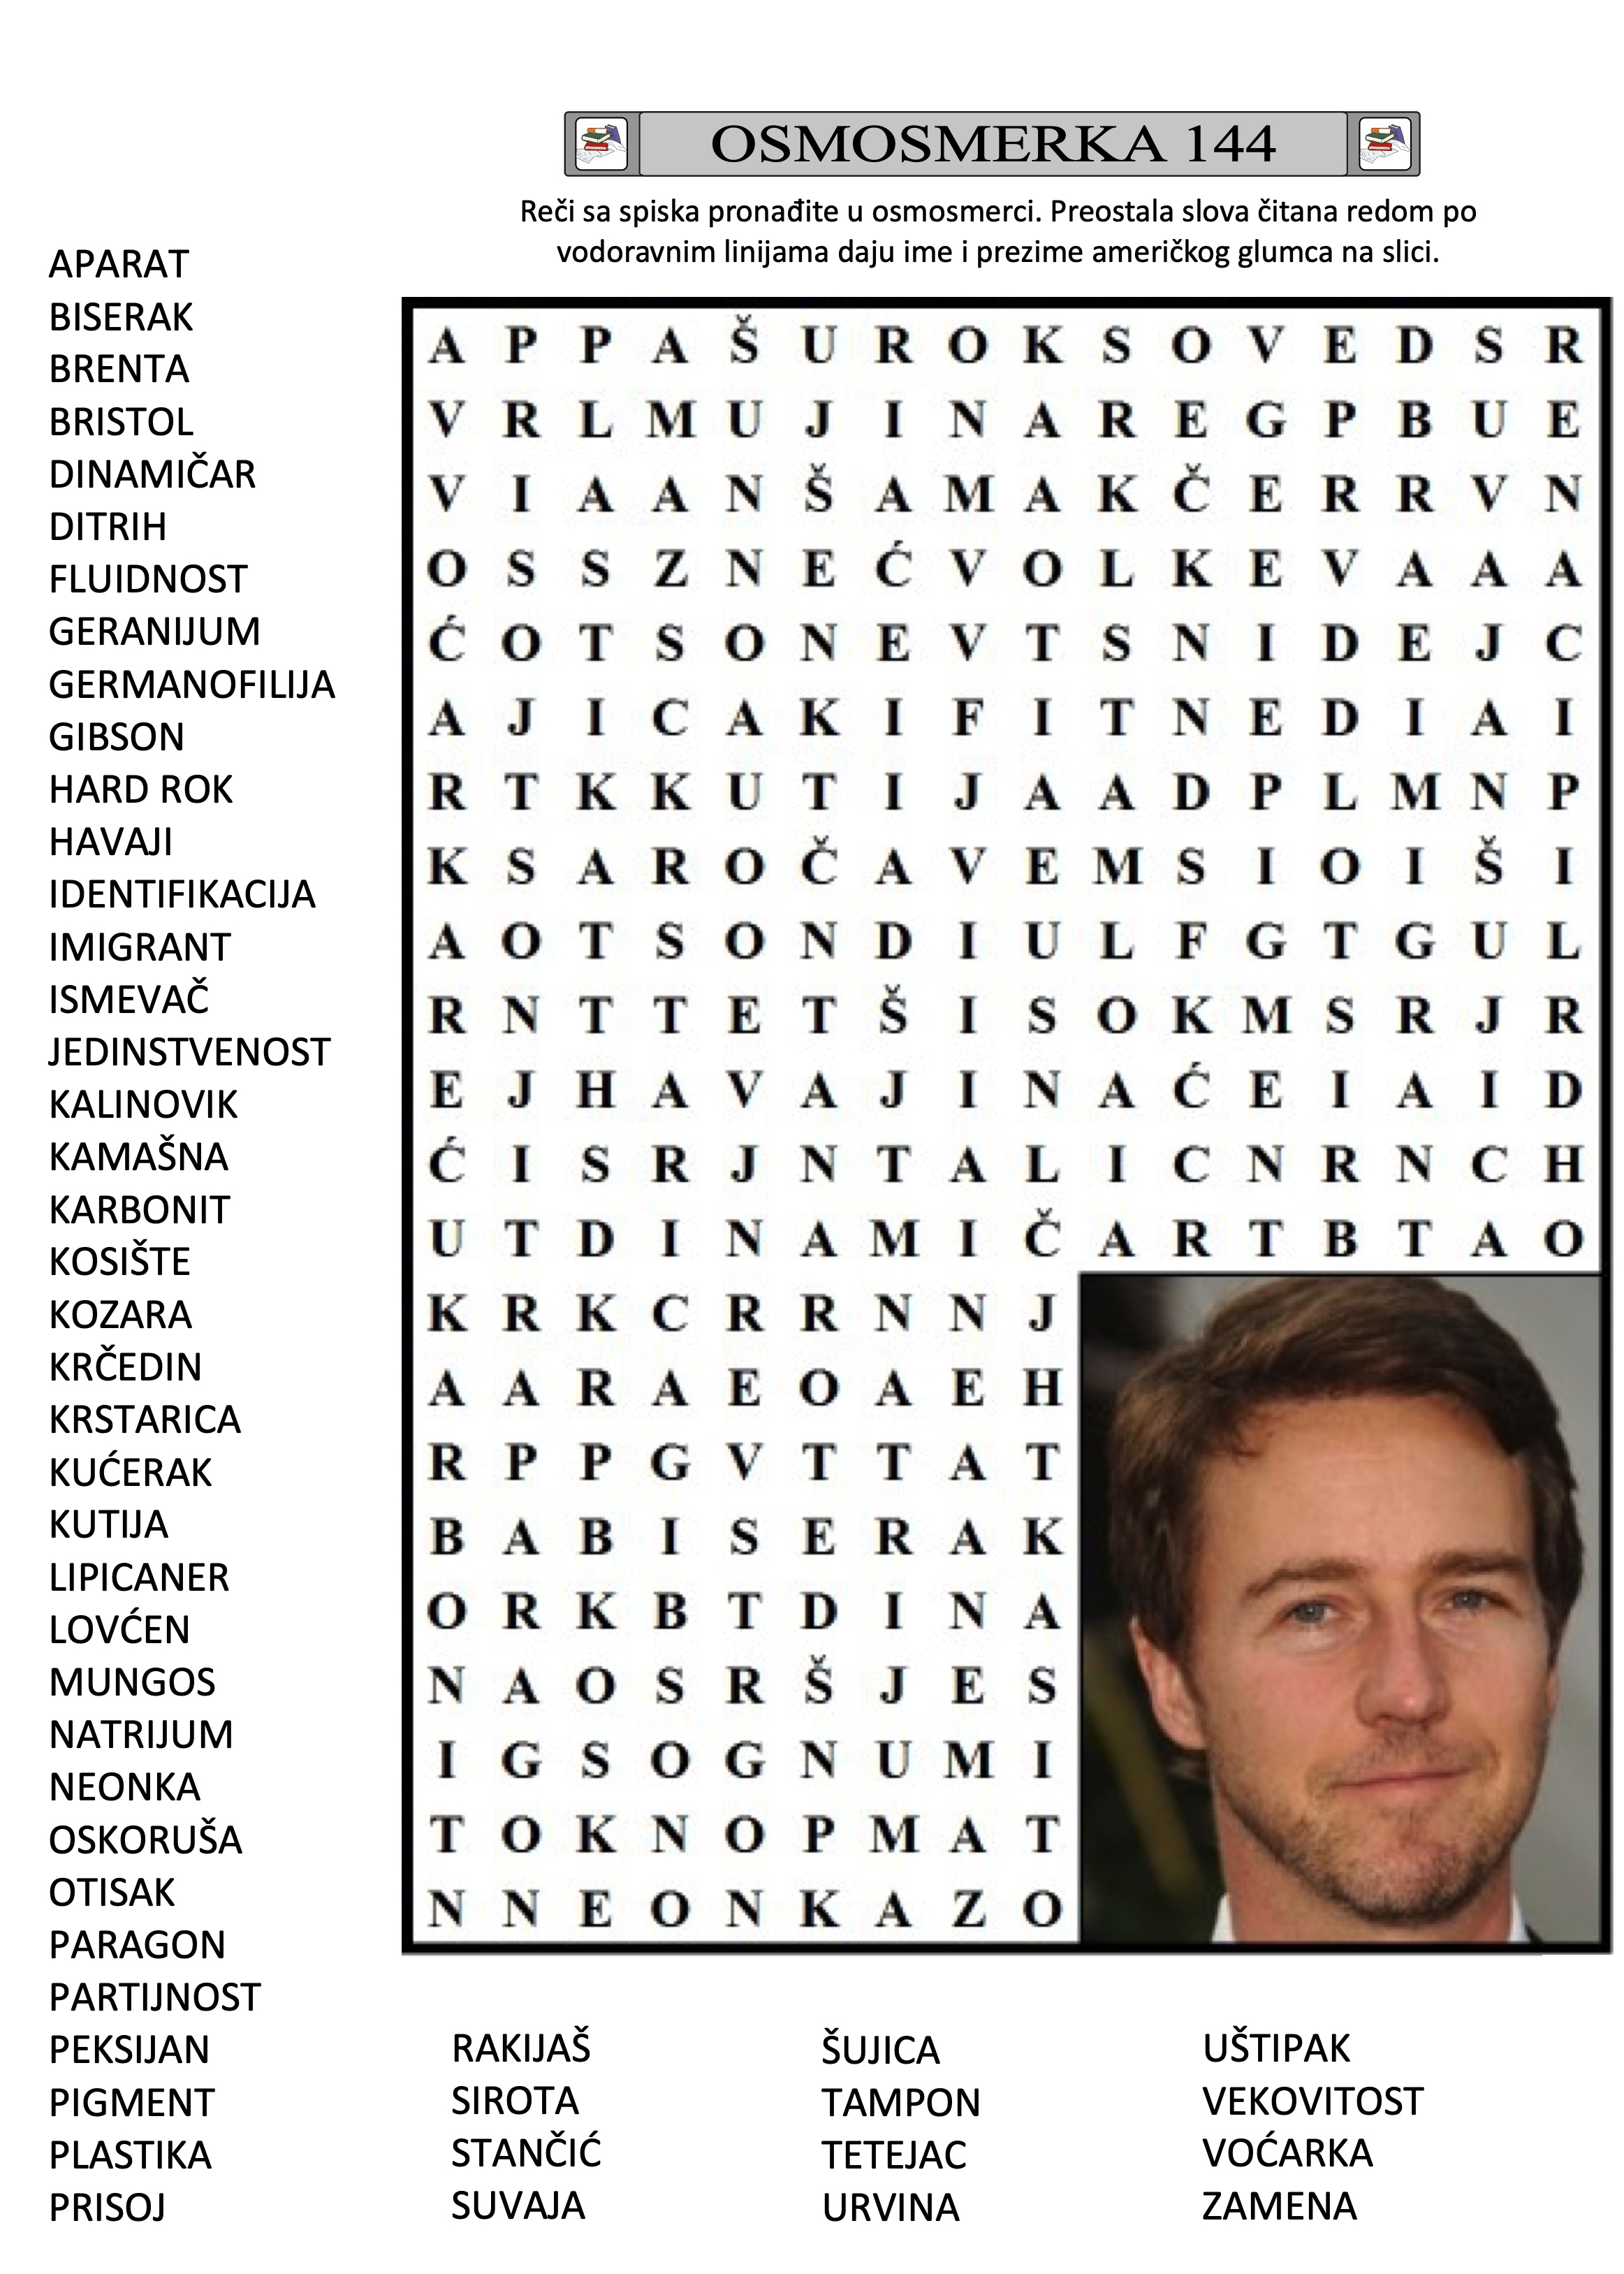 OSMOSMERKA 144
Reči sa spiska pronađite u osmosmerci. Preostala slova čitana redom po
vodoravnim linijama daju ime i prezime američkog glumca na slici.
APARAT
BISERAK
BRENTA
BRISTOL
DINAMIČAR
DITRIH
FLUIDNOST
GERANIJUM
GERMANOFILIJA
GIBSON
HARD ROK
HAVAJI
IDENTIFIKACIJA
IMIGRANT
ISMEVAČ
JEDINSTVENOST
KALINOVIK
KAMAŠNA
KARBONIT
KOSIŠTE
KOZARA
KRČEDIN
KRSTARICA
KUĆERAK
KUTIJA
LIPICANER
LOVĆEN
MUNGOS
NATRIJUM
NEONKA
OSKORUŠA
OTISAK
PARAGON
PARTIJNOST
PEKSIJAN
PIGMENT
PLASTIKA
PRISOJ
A P P A Š U R O K S O V E D S R
V R L M U J I N A R E G P B U E
V I A A N Š A M A K Č E R R V N
O S S Z N E Ć V O L K E V A A A
Ć O T S O N E V T S N I D E J C
A J I C A K I F I T N E D I A I
R T K K U T I J A A D P L M N P
K S A R O Č A V E M S I O I Š I
A O T S O N D I U L F G T G U L
R N T T E T Š I S O K M S R J R
E J H A V A J I N A Ć E I A I D
Ć I S R J N T A L I C N R N C H
U T D I N A M I Č A R T B T A O
K R K C R R N N J
A A R A E O A E H
R P P G V T T A T
B A B I S E R A K
O R K B T D I N A
N A O S R Š J E S
I G S O G N U M I
T O K N O P M A T
N N E O N K A Z O
RAKIJAŠ
SIROTA
STANČIĆ
SUVAJA
ŠUJICA
TAMPON
TETEJAC
URVINA
UŠTIPAK
VEKOVITOST
VOĆARKA
ZAMENA